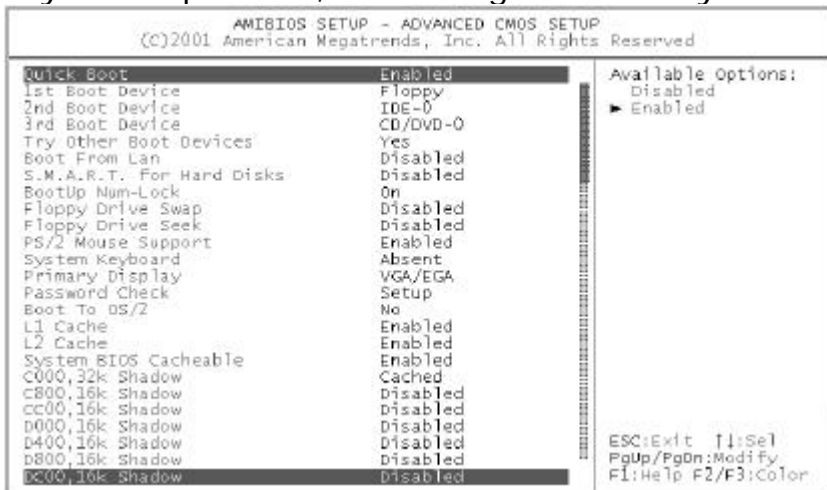 AMIBIOS SETUP - ADVANCED CMOS SETUP
(C)2001 American Megatrends, Inc. All Rights Reserved
Quick Boot Enabled
1st Boot Device Floppy
2nd Boot Device IDE-0
3rd Boot Device CD/DVD-0
Try Other Boot Devices Yes
Boot From Lan Disabled
S.M.A.R.T. for Hard Disks Disabled
BootUp Num-Lock On
Floppy Drive Swap Disabled
Floppy Drive Seek Disabled
PS/2 Mouse Support Enabled
System Keyboard Absent
Primary Display VGA/EGA
Password Check Setup
Boot To OS/2 No
L1 Cache Enabled
L2 Cache Enabled
System BIOS Cacheable Enabled
C000,32k Shadow Cached
C800,16k Shadow Disabled
CC00,16k Shadow Disabled
D000,16k Shadow Disabled
D400,16k Shadow Disabled
D800,16k Shadow Disabled
DC00,16k Shadow Disabled
Available Options:
Disabled
► Enabled
ESC:Exit ↑↓:Sel
PgUp/PgDn:Modify
F1:Help F2/F3:Color